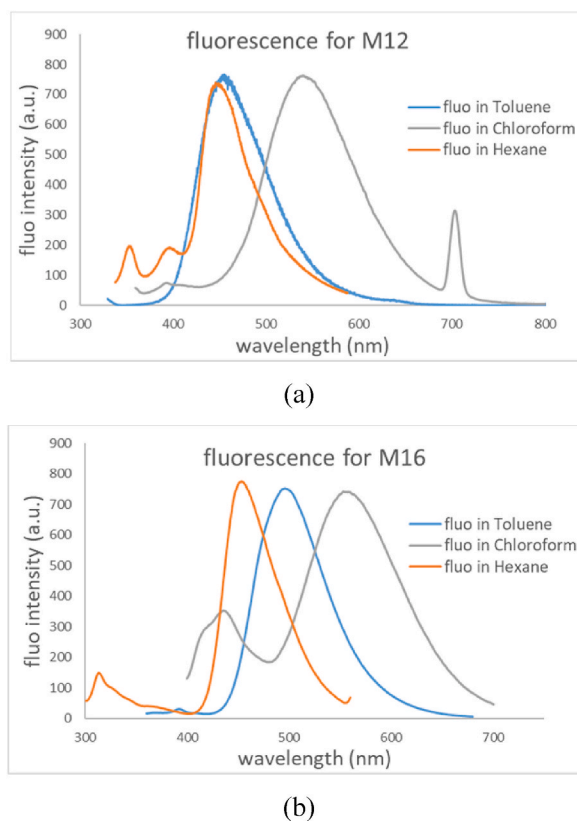 fluorescence for M12
fluo intensity (a.u.)
900
800
700
600
500
400
300
200
100
0
fluo in Toluene
fluo in Chloroform
fluo in Hexane
300
400
500
600
700
800
wavelength (nm)
(a)
fluorescence for M16
fluo intensity (a.u.)
900
800
700
600
500
400
300
200
100
0
fluo in Toluene
fluo in Chloroform
fluo in Hexane
300
400
500
600
700
wavelength (nm)
(b)